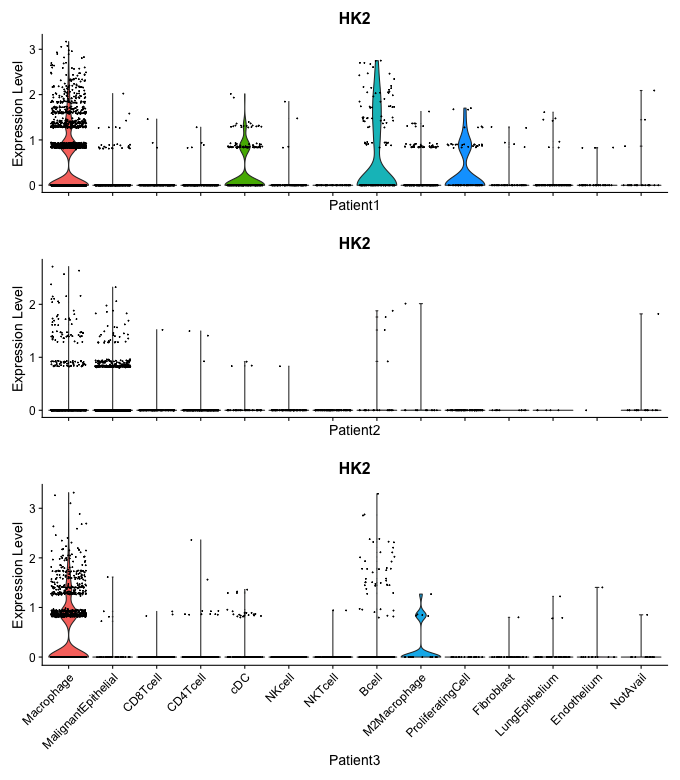 HK2
3
2
1
0
Expression Level
Patient1
HK2
2
1
0
Expression Level
Patient2
HK2
3
2
1
0
Expression Level
Macrophage
MalignantEpithelial
CD8Tcell
CD4Tcell
cDC
NKcell
NKTcell
Bcell
M2Macrophage
ProliferatingCell
Fibroblast
LungEpithelium
Endothelium
NotAvail
Patient3